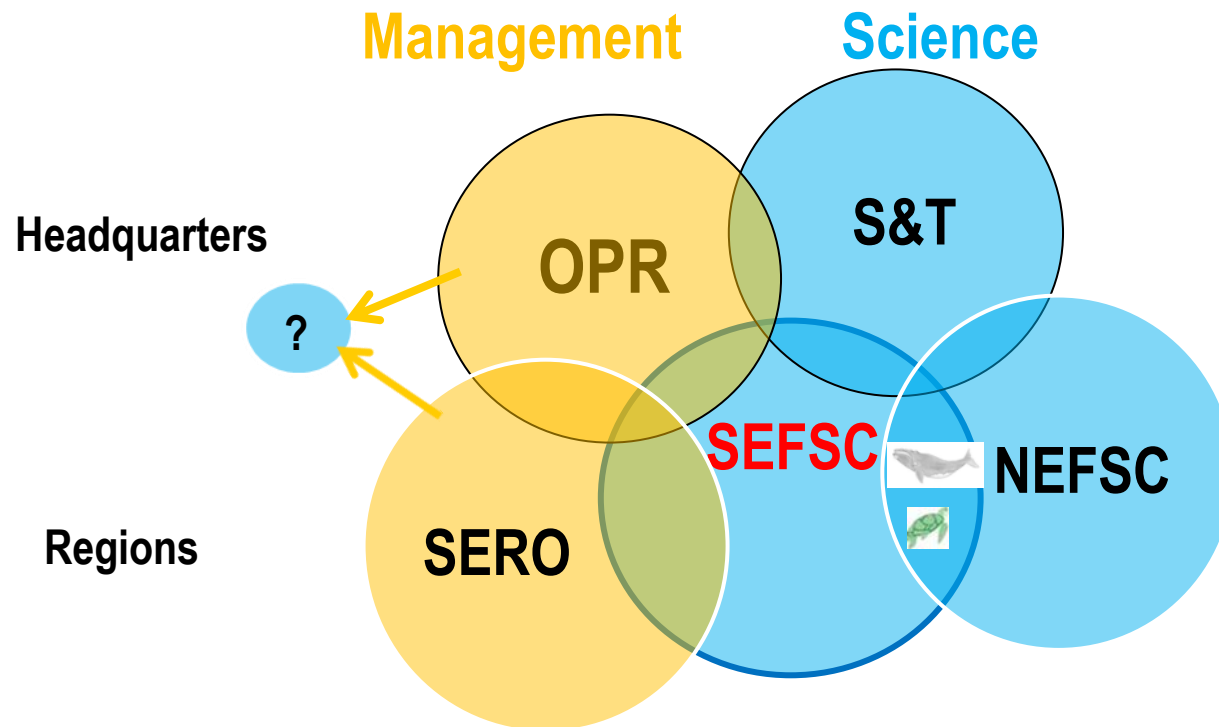 Management
Science
Headquarters
OPR
S&T
?
SEFSC
NEFSC
Regions
SERO